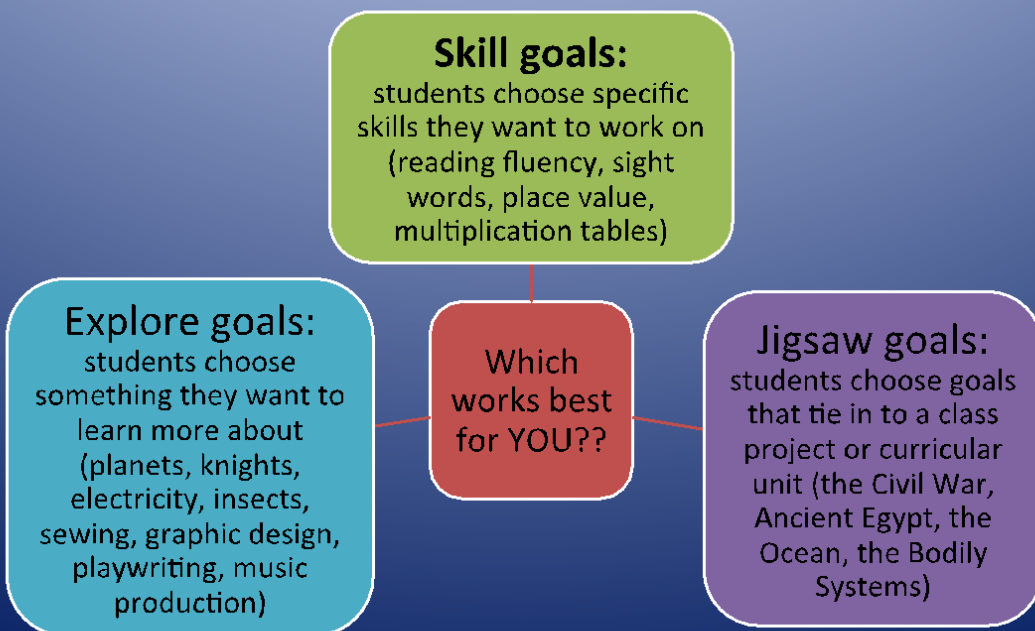 Skill goals:
students choose specific
skills they want to work on
(reading fluency, sight
words, place value,
multiplication tables)
Explore goals:
students choose
something they want to
learn more about
(planets, knights,
electricity, insects,
sewing, graphic design,
playwriting, music
production)
Which
works best
for YOU??
Jigsaw goals:
students choose goals
that tie in to a class
project or curricular
unit (the Civil War,
Ancient Egypt, the
Ocean, the Bodily
Systems)